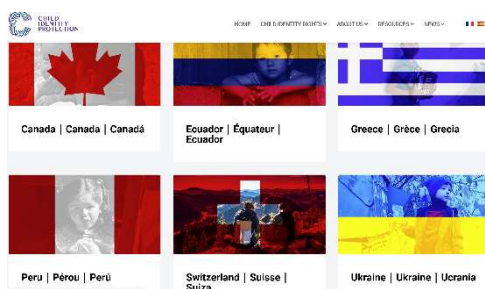 CHILD
IDENTITY
PROTECTION
HOME CHILD IDENTITY RIGHTS ABOUT US RESOURCES NEWS
Canada | Canada | Canadá
Ecuador | Équateur |
Ecuador
Greece | Grèce | Grecia
Peru | Pérou | Perú
Switzerland | Suisse |
Suiza
Ukraine | Ukraine | Ucrania